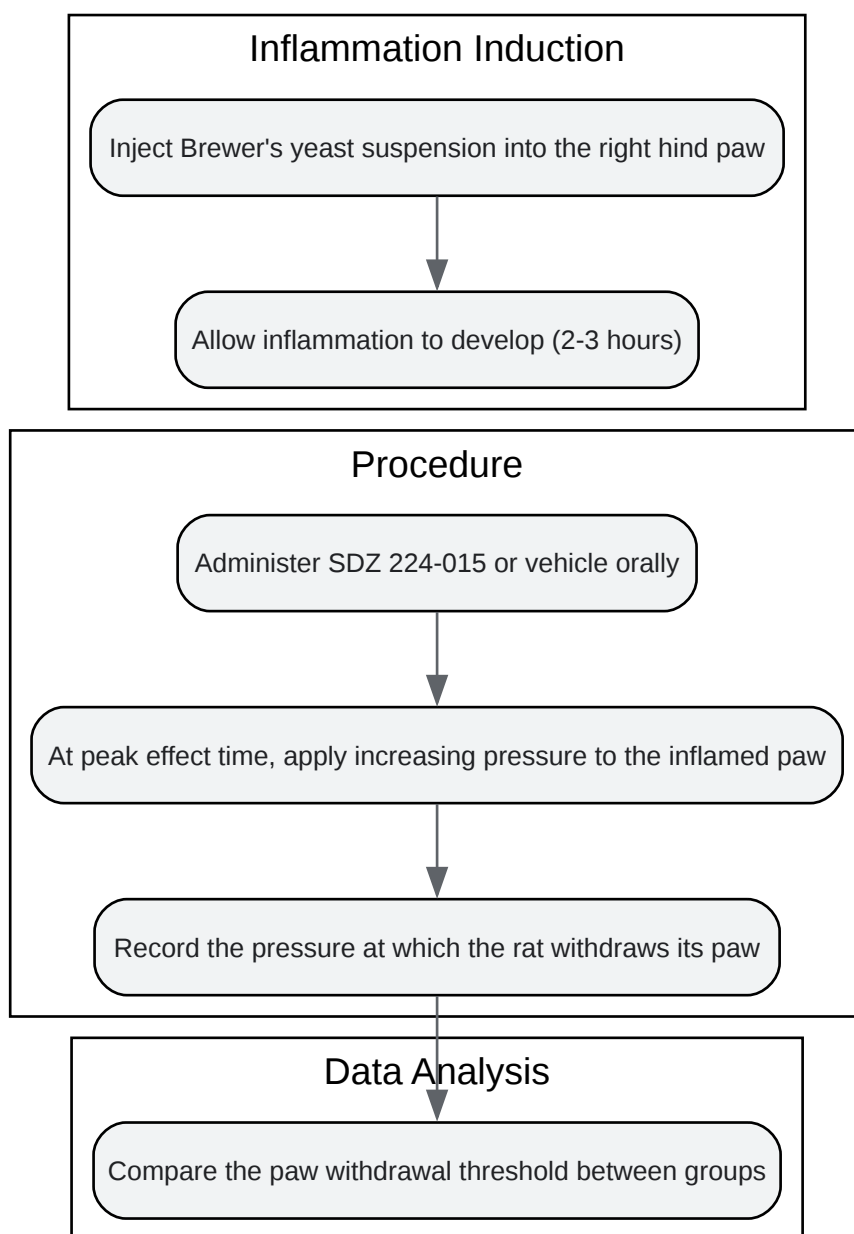 Inflammation Induction
Inject Brewer's yeast suspension into the right hind paw
Allow inflammation to develop (2-3 hours)
Procedure
Administer SDZ 224-015 or vehicle orally
At peak effect time, apply increasing pressure to the inflamed paw
Record the pressure at which the rat withdraws its paw
Data Analysis
Compare the paw withdrawal threshold between groups